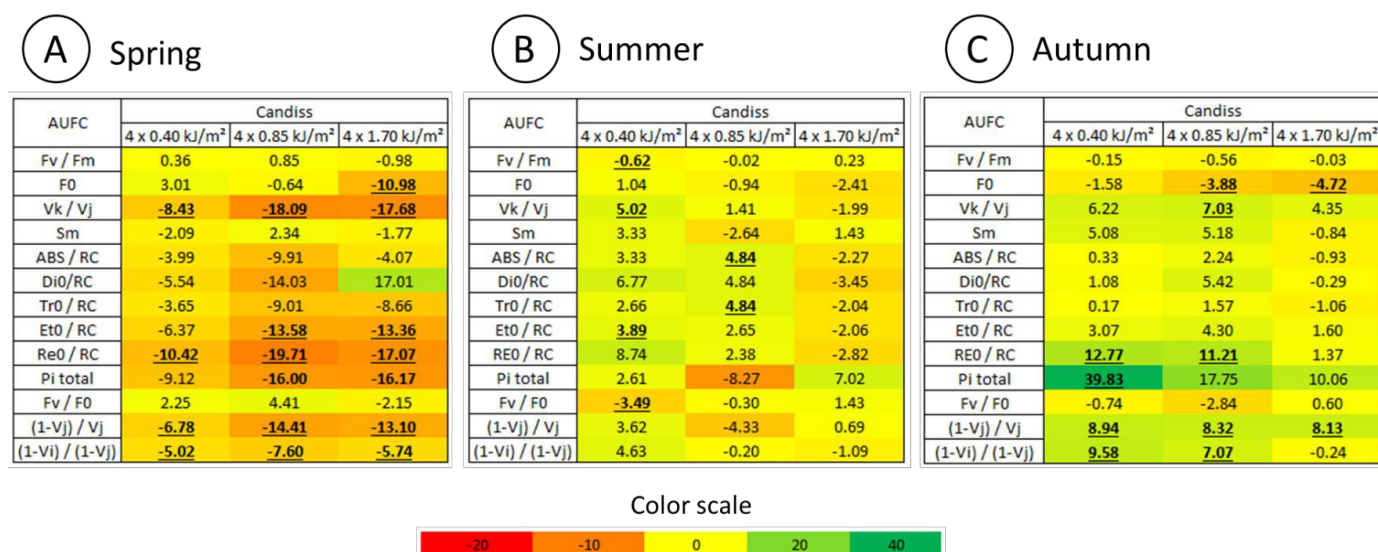 A Spring
AUFC Candiss
4 x 0.40 kJ/m² 4 x 0.85 kJ/m² 4 x 1.70 kJ/m²
Fv / Fm 0.36 0.85 -0.98
F0 3.01 -0.64 -10.98
Vk / Vj -8.43 -18.09 -17.68
Sm -2.09 2.34 -1.77
ABS / RC -3.99 -9.91 -4.07
Di0/RC -5.54 -14.03 17.01
Tr0 / RC -3.65 -9.01 -8.66
Et0 / RC -6.37 -13.58 -13.36
Re0 / RC -10.42 -19.71 -17.07
Pi total -9.12 -16.00 -16.17
Fv / F0 2.25 4.41 -2.15
(1-Vj) / Vj -6.78 -14.41 -13.10
(1-Vi) / (1-Vj) -5.02 -7.60 -5.74
B Summer
AUFC Candiss
4 x 0.40 kJ/m² 4 x 0.85 kJ/m² 4 x 1.70 kJ/m²
Fv / Fm -0.62 -0.02 0.23
F0 1.04 -0.94 -2.41
Vk / Vj 5.02 1.41 -1.99
Sm 3.33 -2.64 1.43
ABS / RC 3.33 4.84 -2.27
Di0/RC 6.77 4.84 -3.45
Tr0 / RC 2.66 4.84 -2.04
Et0 / RC 3.89 2.65 -2.06
RE0 / RC 8.74 2.38 -2.82
Pi total 2.61 -8.27 7.02
Fv / F0 -3.49 -0.30 1.43
(1-Vj) / Vj 3.62 -4.33 0.69
(1-Vi) / (1-Vj) 4.63 -0.20 -1.09
C Autumn
AUFC Candiss
4 x 0.40 kJ/m² 4 x 0.85 kJ/m² 4 x 1.70 kJ/m²
Fv / Fm -0.15 -0.56 -0.03
F0 -1.58 -3.88 -4.72
Vk / Vj 6.22 7.03 4.35
Sm 5.08 5.18 -0.84
ABS / RC 0.33 2.24 -0.93
Di0/RC 1.08 5.42 -0.29
Tr0 / RC 0.17 1.57 -1.06
Et0 / RC 3.07 4.30 1.60
RE0 / RC 12.77 11.21 1.37
Pi total 39.83 17.75 10.06
Fv / F0 -0.74 -2.84 0.60
(1-Vj) / Vj 8.94 8.32 8.13
(1-Vi) / (1-Vj) 9.58 7.07 -0.24
Color scale
-20 -10 0 20 40